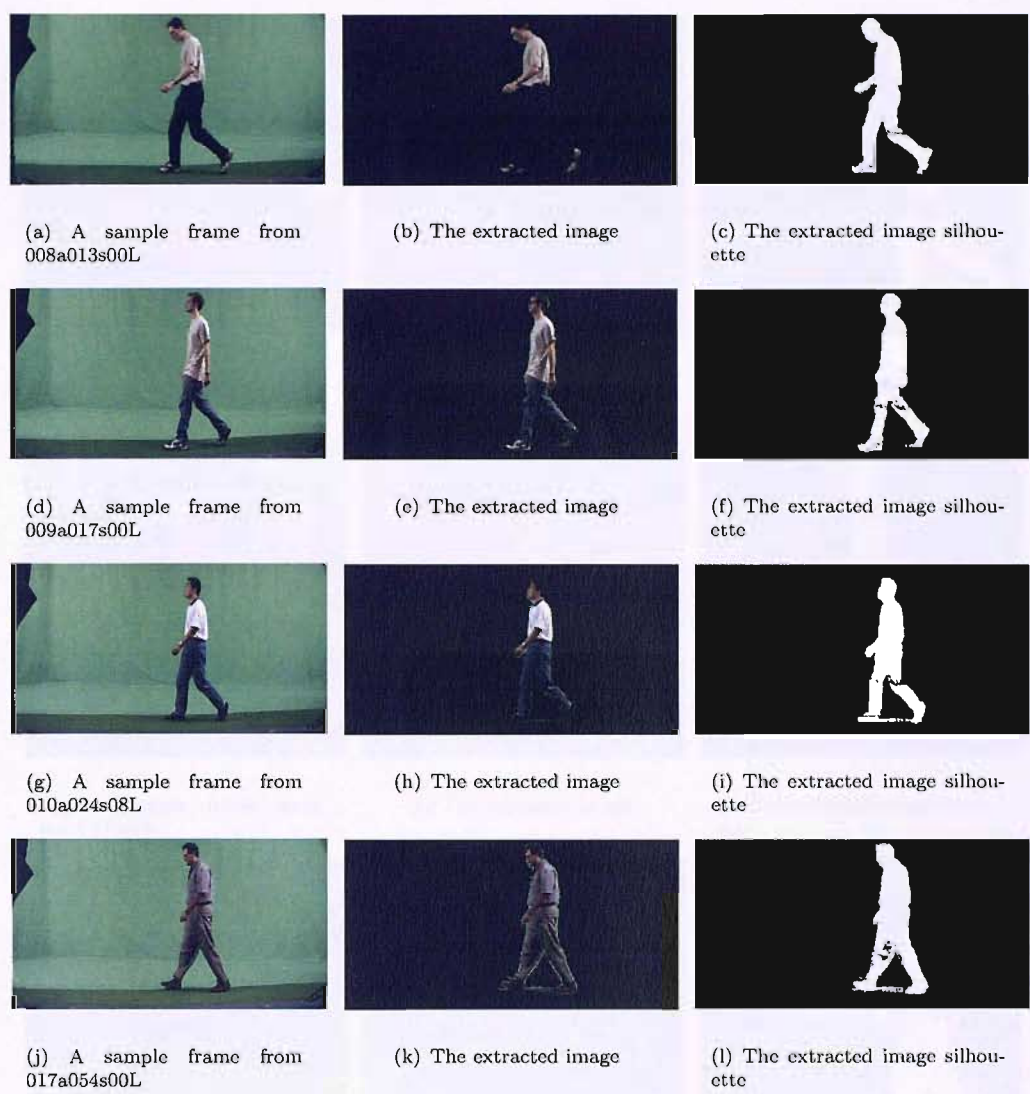 (a) A sample frame from
008a013s00L
(b) The extracted image
(c) The extracted image silhou-
ette
(d) A sample frame from
009a017s00L
(e) The extracted image
(f) The extracted image silhou-
ette
(g) A sample frame from
010a024s08L
(h) The extracted image
(i) The extracted image silhou-
ette
(j) A sample frame from
017a054s00L
(k) The extracted image
(l) The extracted image silhou-
ette